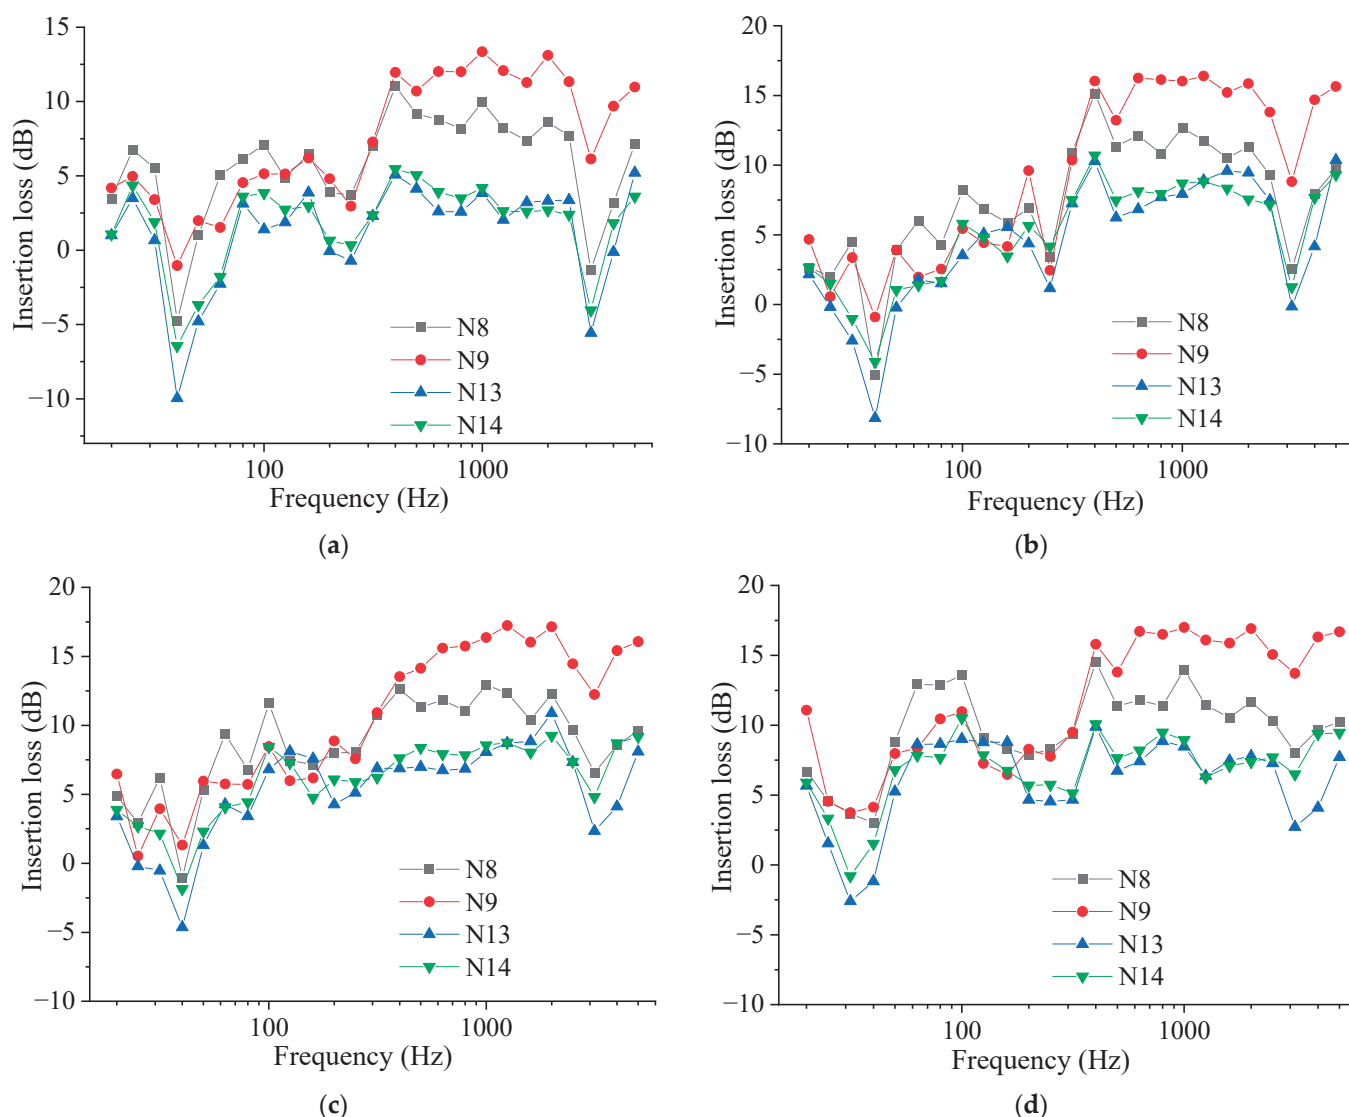 15
10
5
0
−5
−10
Insertion loss (dB)
N8
N9
N13
N14
100
1000
Frequency (Hz)
(a)
20
15
10
5
0
−5
−10
Insertion loss (dB)
N8
N9
N13
N14
100
1000
Frequency (Hz)
(b)
20
15
10
5
0
−5
−10
Insertion loss (dB)
N8
N9
N13
N14
100
1000
Frequency (Hz)
(c)
20
15
10
5
0
−5
−10
Insertion loss (dB)
N8
N9
N13
N14
100
1000
Frequency (Hz)
(d)